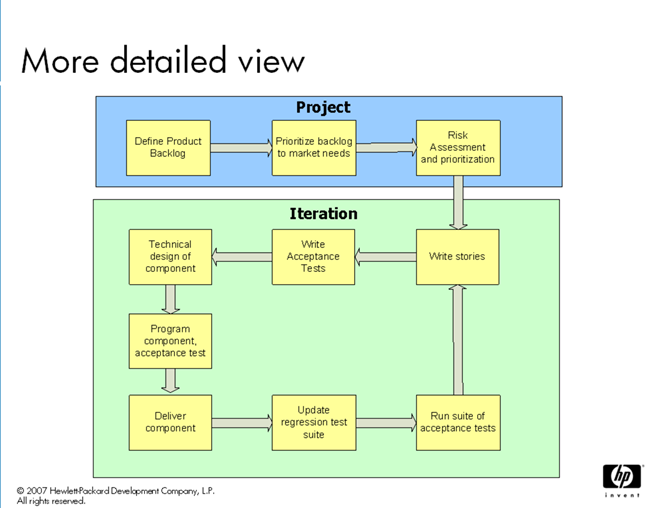 More detailed view
Project
Define Product
Backlog
Prioritize backlog
to market needs
Risk
Assessment
and prioritization
Iteration
Technical
design of
component
Write
Acceptance
Tests
Write stories
Program
component,
acceptance test
Deliver
component
Update
regression test
suite
Run suite of
acceptance tests
© 2007 Hewlett-Packard Development Company, L.P.
All rights reserved.
hp
invent